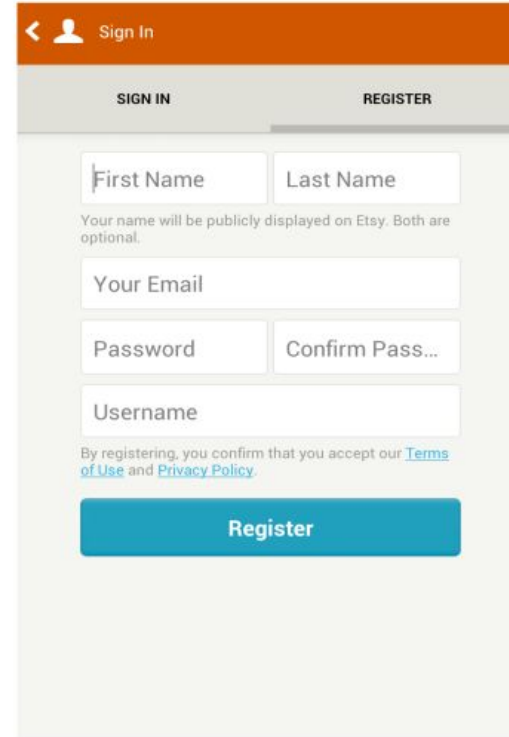 Sign In
SIGN IN REGISTER
First Name Last Name
Your name will be publicly displayed on Etsy. Both are
optional.
Your Email
Password Confirm Pass...
Username
By registering, you confirm that you accept our Terms
of Use and Privacy Policy.
Register